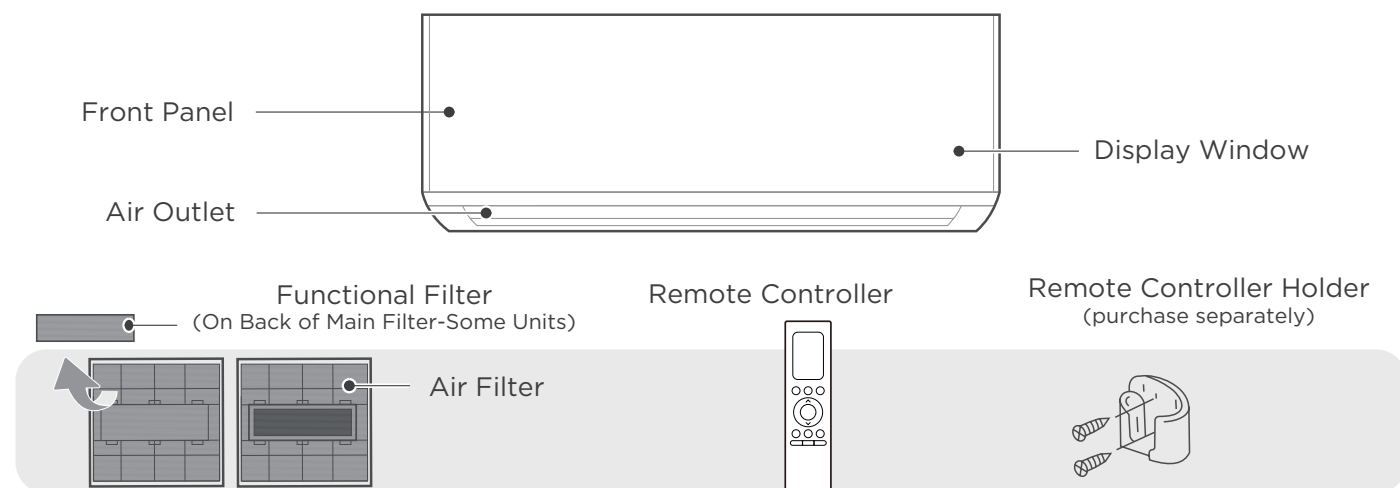 Front Panel
Display Window
Air Outlet
Functional Filter
(On Back of Main Filter-Some Units)
Remote Controller
Remote Controller Holder
(purchase separately)
Air Filter